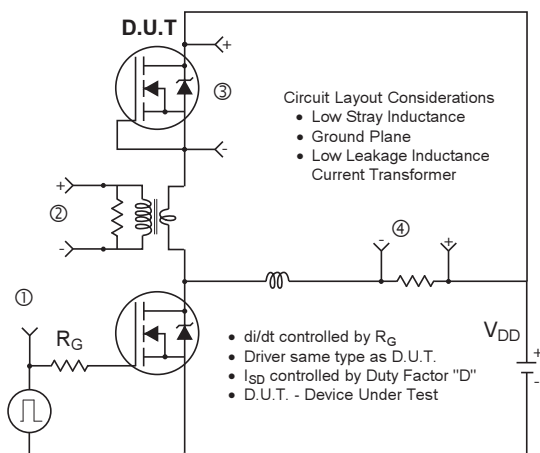 D.U.T
+
③
-
Circuit Layout Considerations
• Low Stray Inductance
• Ground Plane
• Low Leakage Inductance
Current Transformer
+
②
-
④
- +
①
R_G
V_DD
+
-
• di/dt controlled by R_G
• Driver same type as D.U.T.
• I_SD controlled by Duty Factor "D"
• D.U.T. - Device Under Test